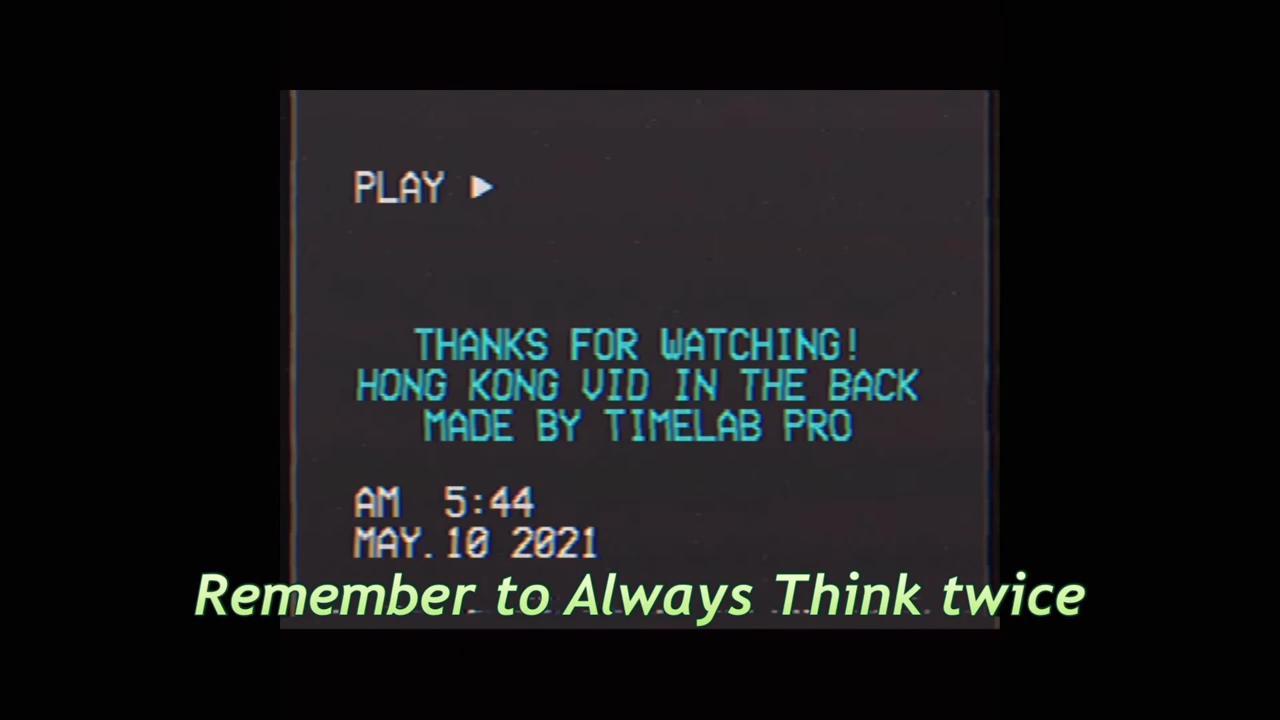 PLAY ▶
THANKS FOR WATCHING!
HONG KONG VID IN THE BACK
MADE BY TIMELAB PRO
AM 5:44
MAY.10 2021
Remember to Always Think twice